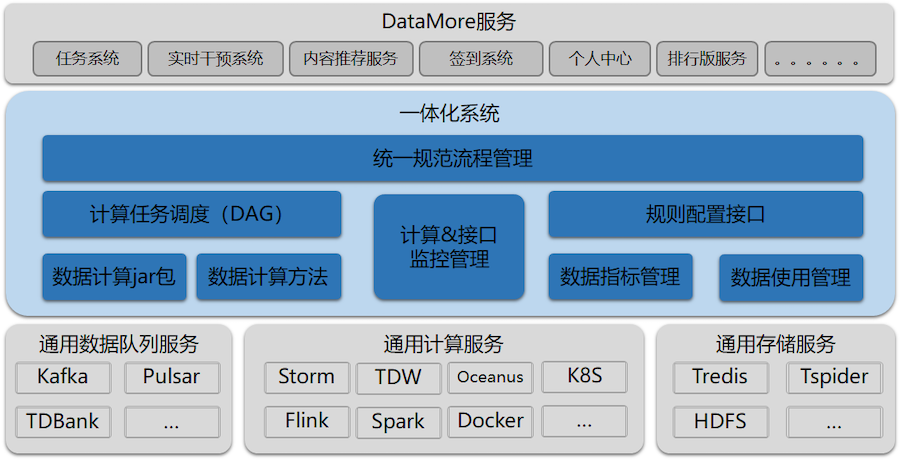 DataMore服务
任务系统
实时干预系统
内容推荐服务
签到系统
个人中心
排行版服务
。。。。。。
一体化系统
统一规范流程管理
计算任务调度（DAG）
计算&接口
监控管理
规则配置接口
数据计算jar包
数据计算方法
数据指标管理
数据使用管理
通用数据队列服务
Kafka
Pulsar
TDBank
...
通用计算服务
Storm
TDW
Oceanus
K8S
Flink
Spark
Docker
...
通用存储服务
Tredis
Tspider
HDFS
...